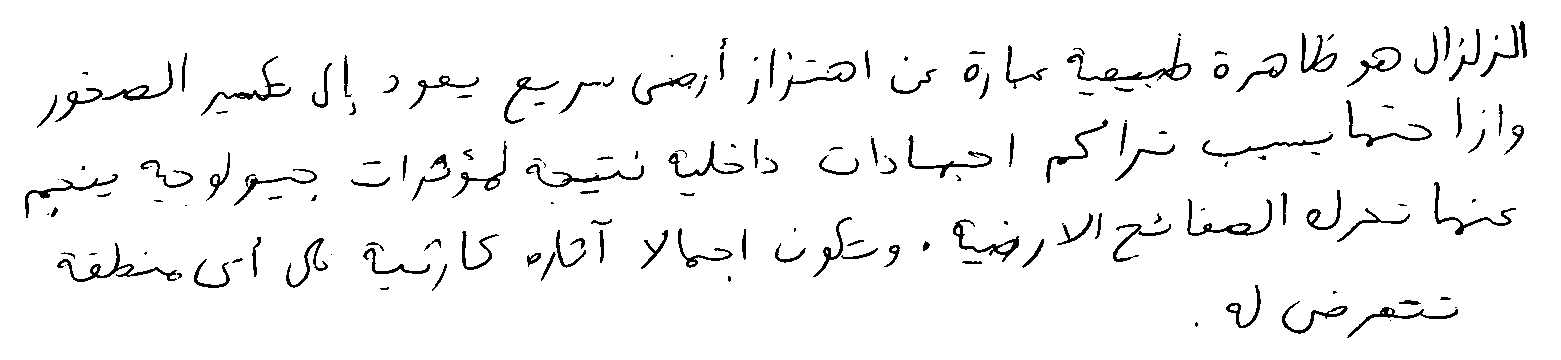 الزلزال هو ظاهرة طبيعية عبارة عن اهتزاز أرضي سريع يعود إلى تكسير الصخور
وازاحتها بسبب تراكم اجهادات داخلية نتيجة لمؤثرات جيولوجية ينجم
عنها تحرك الصفائح الارضية . وتكون اجمالا آثاره كارثية على أي منطقة
تتعرض له .